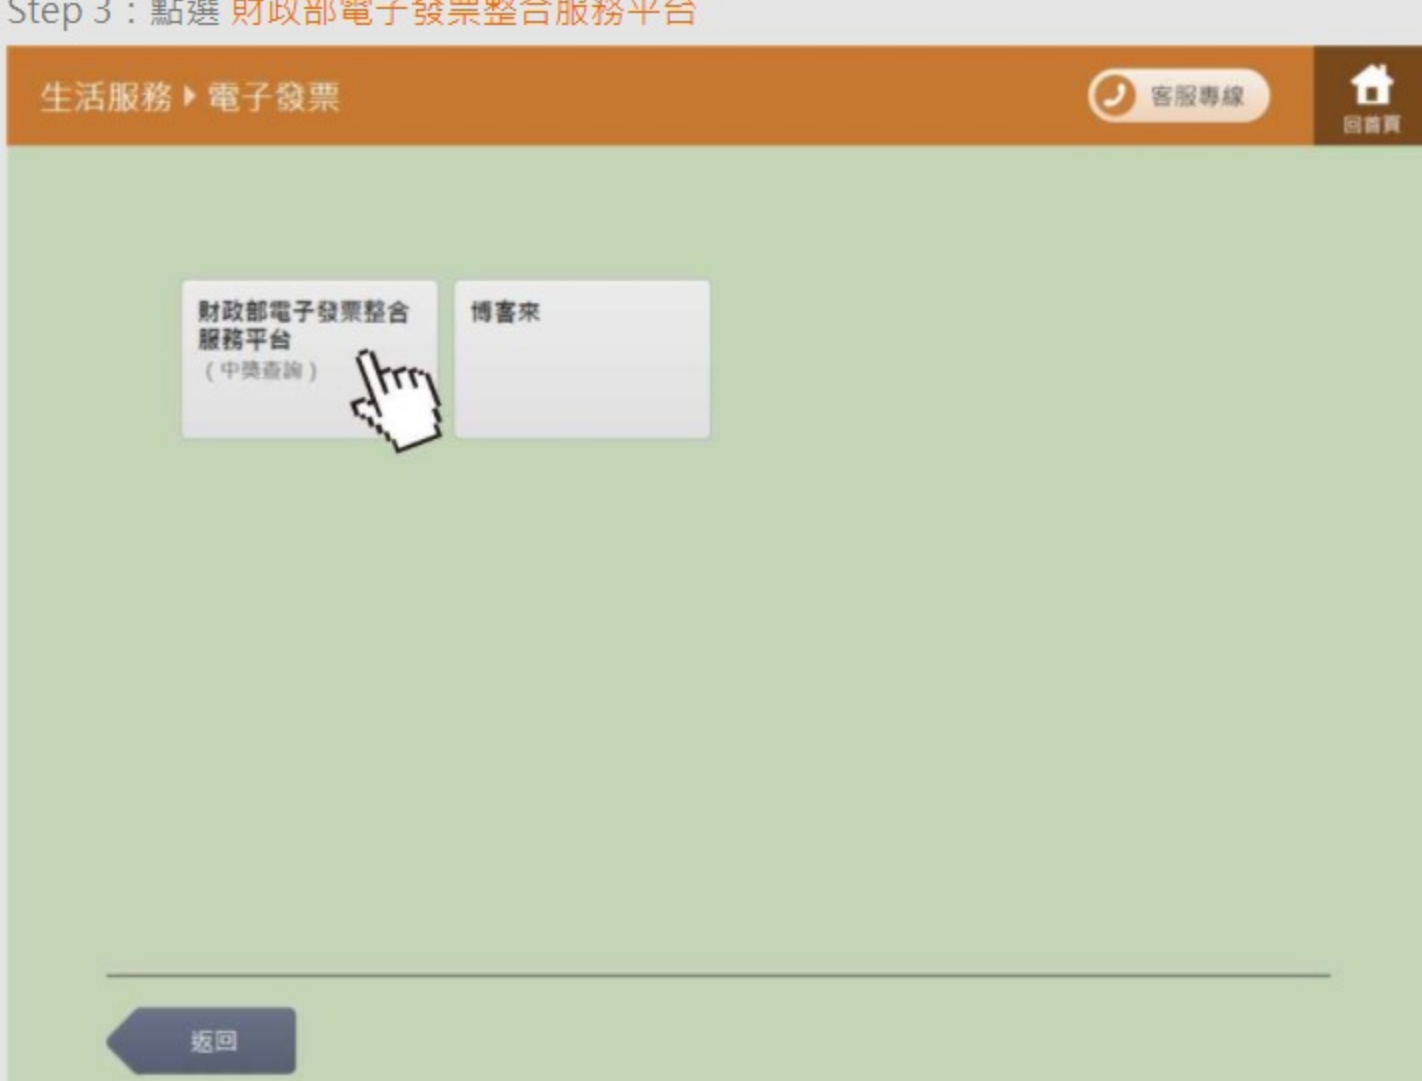 Step 3：點選 財政部電子發票整合服務平台
生活服務 ▶ 電子發票
客服專線
回首頁
財政部電子發票整合
服務平台
（中獎查詢）
博客來
返回